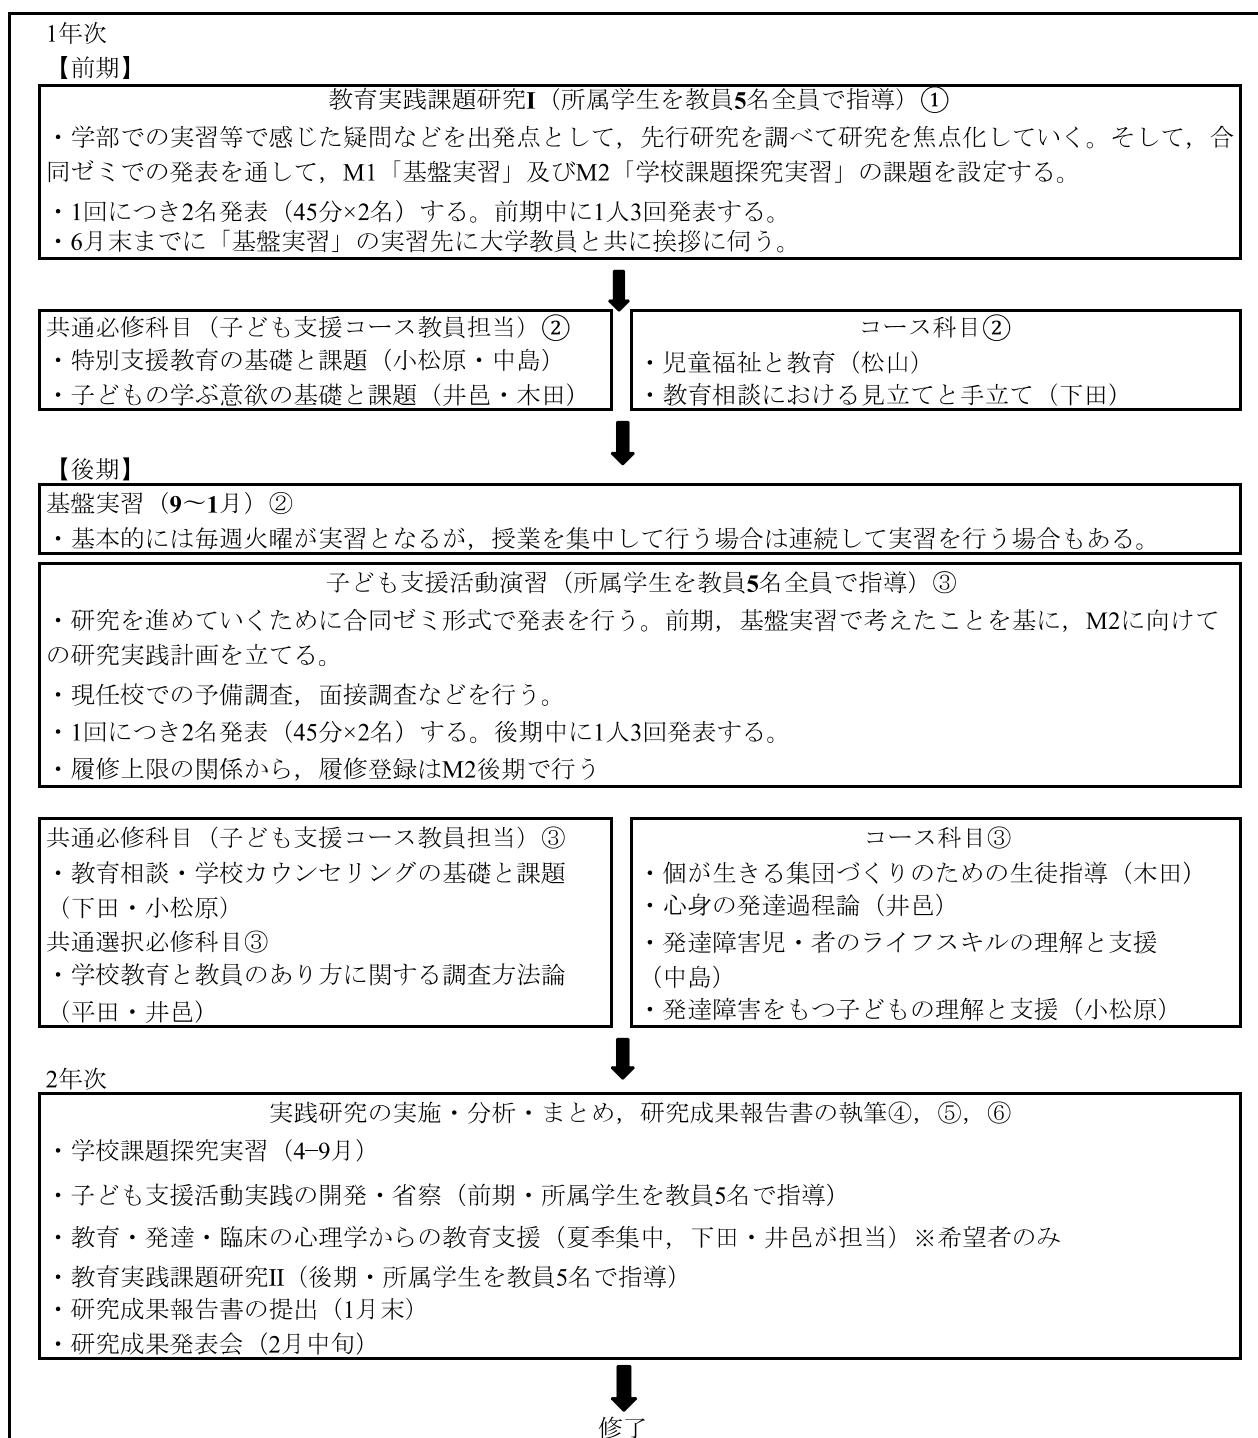 1年次
【前期】
教育実践課題研究I（所属学生を教員5名全員で指導）①
・学部での実習等で感じた疑問などを出発点として，先行研究を調べて研究を焦点化していく。そして，合
同ゼミでの発表を通して，M1「基盤実習」及びM2「学校課題探究実習」の課題を設定する。
・1回につき2名発表（45分×2名）する。前期中に1人3回発表する。
・6月末までに「基盤実習」の実習先に大学教員と共に挨拶に伺う。
共通必修科目（子ども支援コース教員担当）②
・特別支援教育の基礎と課題（小松原・中島）
・子どもの学ぶ意欲の基礎と課題（井邑・木田）
コース科目②
・児童福祉と教育（松山）
・教育相談における見立てと手立て（下田）
【後期】
基盤実習（9〜1月）②
・基本的には毎週火曜が実習となるが，授業を集中して行う場合は連続して実習を行う場合もある。
子ども支援活動演習（所属学生を教員5名全員で指導）③
・研究を進めていくために合同ゼミ形式で発表を行う。前期，基盤実習で考えたことを基に，M2に向けて
の研究実践計画を立てる。
・現任校での予備調査，面接調査などを行う。
・1回につき2名発表（45分×2名）する。後期中に1人3回発表する。
・履修上限の関係から，履修登録はM2後期で行う
共通必修科目（子ども支援コース教員担当）③
・教育相談・学校カウンセリングの基礎と課題
（下田・小松原）
共通選択必修科目③
・学校教育と教員のあり方に関する調査方法論
（平田・井邑）
コース科目③
・個が生きる集団づくりのための生徒指導（木田）
・心身の発達過程論（井邑）
・発達障害児・者のライフスキルの理解と支援
（中島）
・発達障害をもつ子どもの理解と支援（小松原）
2年次
実践研究の実施・分析・まとめ，研究成果報告書の執筆④，⑤，⑥
・学校課題探究実習（4–9月）
・子ども支援活動実践の開発・省察（前期・所属学生を教員5名で指導）
・教育・発達・臨床の心理学からの教育支援（夏季集中，下田・井邑が担当）※希望者のみ
・教育実践課題研究II（後期・所属学生を教員5名で指導）
・研究成果報告書の提出（1月末）
・研究成果発表会（2月中旬）
修了